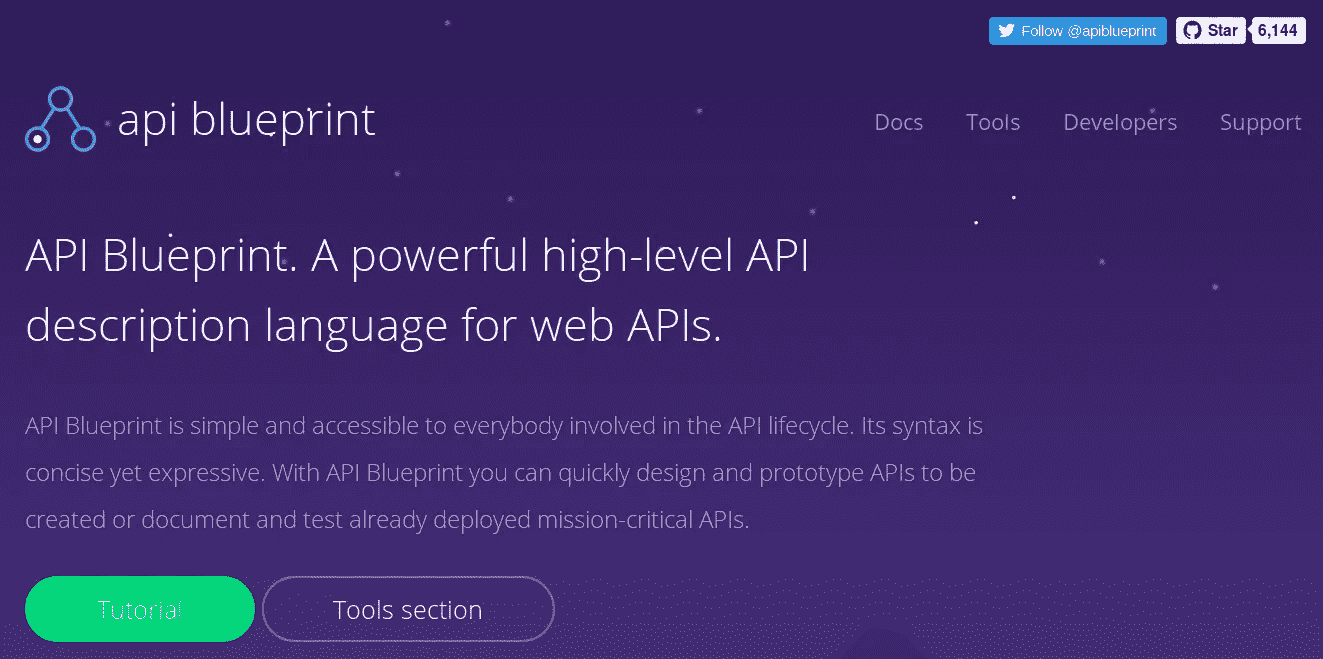 Follow @apiblueprint Star 6,144
api blueprint
Docs Tools Developers Support
API Blueprint. A powerful high-level API
description language for web APIs.
API Blueprint is simple and accessible to everybody involved in the API lifecycle. Its syntax is
concise yet expressive. With API Blueprint you can quickly design and prototype APIs to be
created or document and test already deployed mission-critical APIs.
Tutorial Tools section